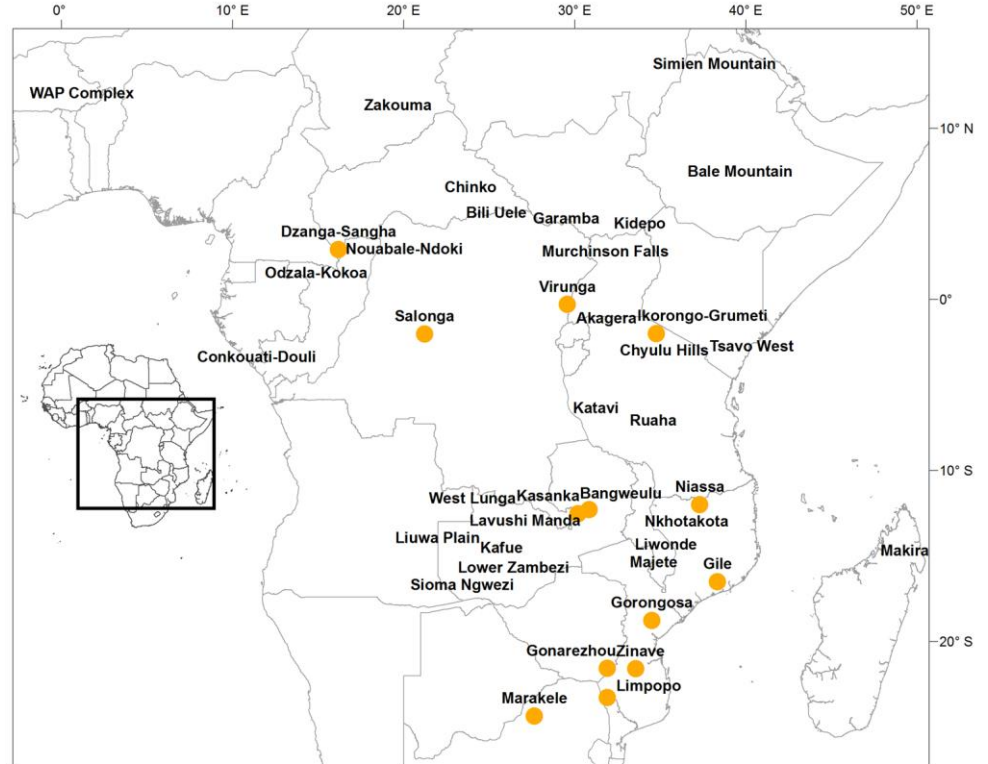 0° 10° E 20° E 30° E 40° E 50° E
Simien Mountain
WAP Complex
Zakouma
10° N
Bale Mountain
Chinko
Bili Uele
Garamba
Kidepo
Dzanga-Sangha
Nouabale-Ndoki
Murchinson Falls
Odzala-Kokoa
Virunga
0°
Salonga
Akagera
Ikorongo-Grumeti
Conkouati-Douli
Chyulu Hills
Tsavo West
Katavi
Ruaha
10° S
West Lunga
Kasanka
Bangweulu
Niassa
Lavushi Manda
Nkhotakota
Liuwa Plain
Kafue
Liwonde
Makira
Lower Zambezi
Majete
Gile
Sioma Ngwezi
Gorongosa
20° S
Gonarezhou
Zinave
Marakele
Limpopo